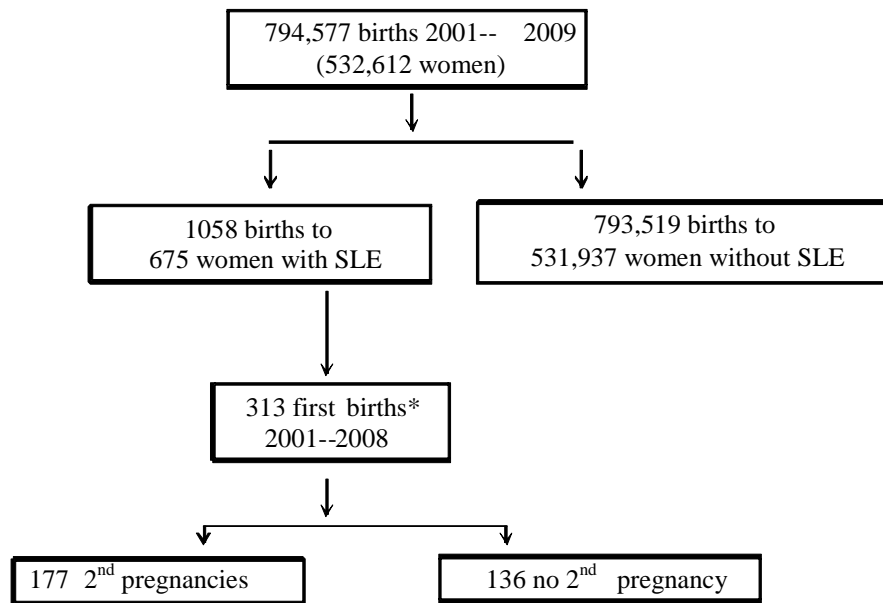 794,577 births 2001-- 2009
(532,612 women)
1058 births to
675 women with SLE
793,519 births to
531,937 women without SLE
313 first births*
2001--2008
177 2nd pregnancies
136 no 2nd pregnancy